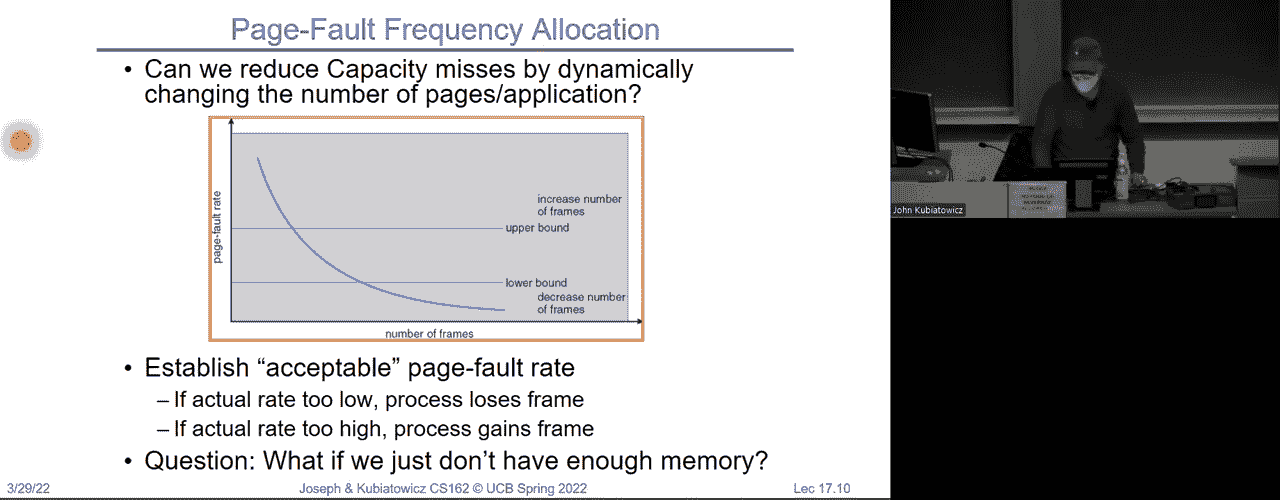 Page-Fault Frequency Allocation
• Can we reduce Capacity misses by dynamically
changing the number of pages/application?
page-fault rate
increase number
of frames
upper bound
lower bound
decrease number
of frames
number of frames
• Establish “acceptable” page-fault rate
– If actual rate too low, process loses frame
– If actual rate too high, process gains frame
• Question: What if we just don’t have enough memory?
3/29/22
Joseph & Kubiatowicz CS162 © UCB Spring 2022
Lec 17.10
John Kubiatowicz